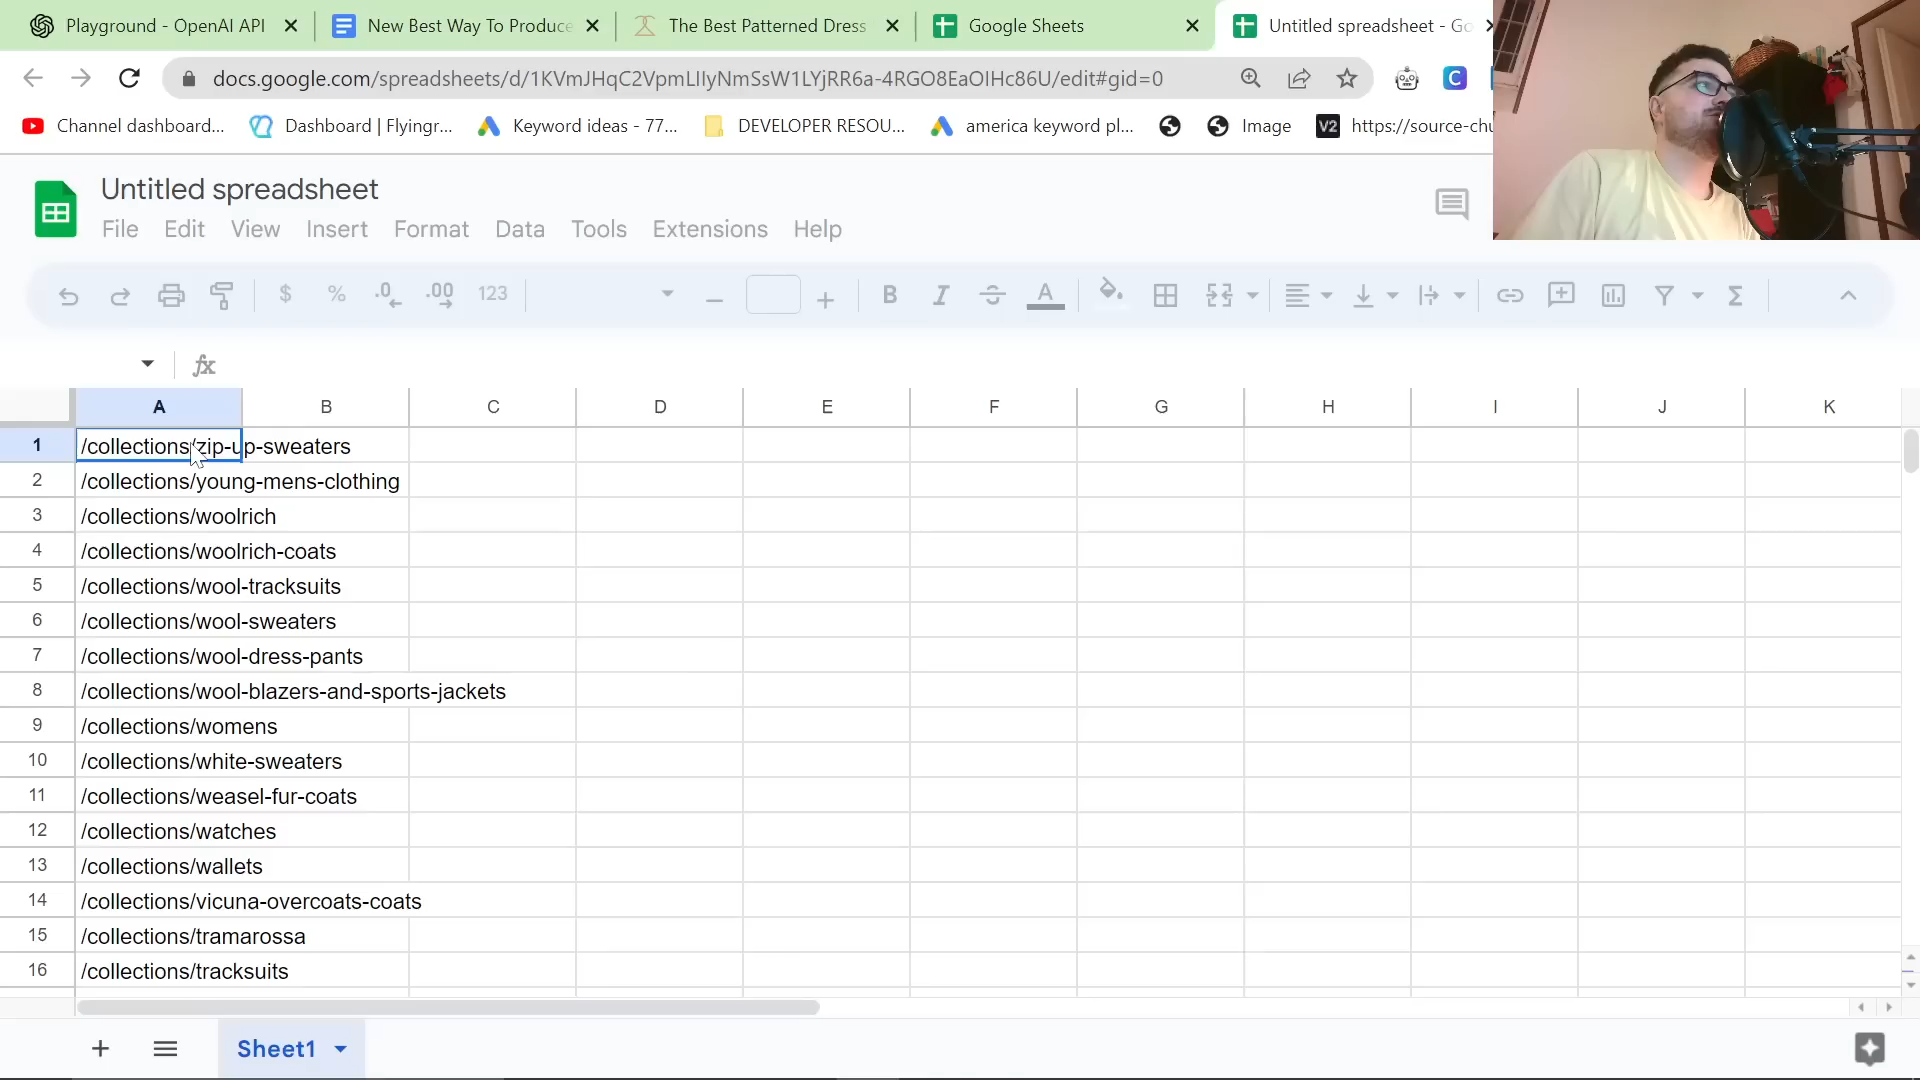 Playground - OpenAI API
New Best Way To Produce
The Best Patterned Dress
Google Sheets
Untitled spreadsheet - Go
docs.google.com/spreadsheets/d/1KVmJHqC2VpmLIIyNmSsW1LYjRR6a-4RGO8EaOIHc86U/edit#gid=0
C
Channel dashboard...
Dashboard | Flyingr...
Keyword ideas - 77...
DEVELOPER RESOU...
america keyword pl...
Image
V2
https://source-chu
Untitled spreadsheet
File Edit View Insert Format Data Tools Extensions Help
$ % .0 .00 123 B I S A Σ
fx
A B C D E F G H I J K
1 /collections/zip-up-sweaters
2 /collections/young-mens-clothing
3 /collections/woolrich
4 /collections/woolrich-coats
5 /collections/wool-tracksuits
6 /collections/wool-sweaters
7 /collections/wool-dress-pants
8 /collections/wool-blazers-and-sports-jackets
9 /collections/womens
10 /collections/white-sweaters
11 /collections/weasel-fur-coats
12 /collections/watches
13 /collections/wallets
14 /collections/vicuna-overcoats-coats
15 /collections/tramarossa
16 /collections/tracksuits
Sheet1